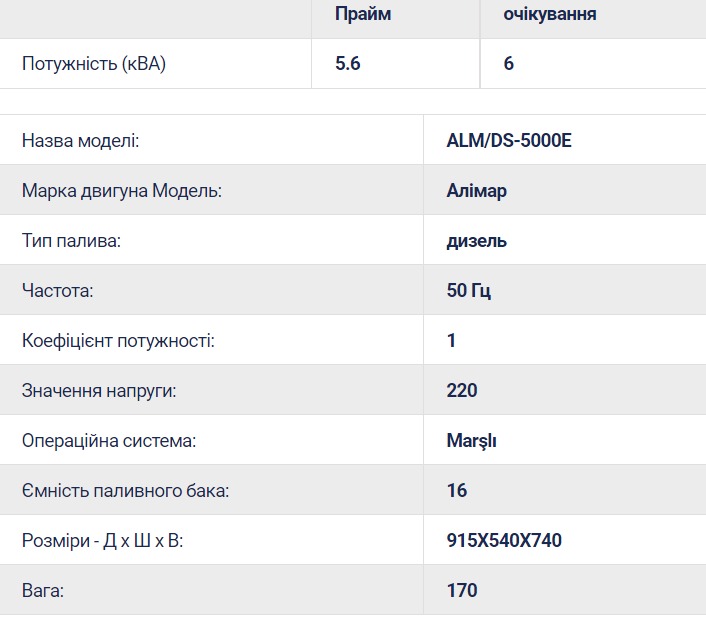 Прайм очікування
Потужність (кВА) 5.6 6
Назва моделі: ALM/DS-5000E
Марка двигуна Модель: Алімар
Тип палива: дизель
Частота: 50 Гц
Коефіцієнт потужності: 1
Значення напруги: 220
Операційна система: Marşlı
Ємність паливного бака: 16
Розміри - Д x Ш x В: 915X540X740
Вага: 170